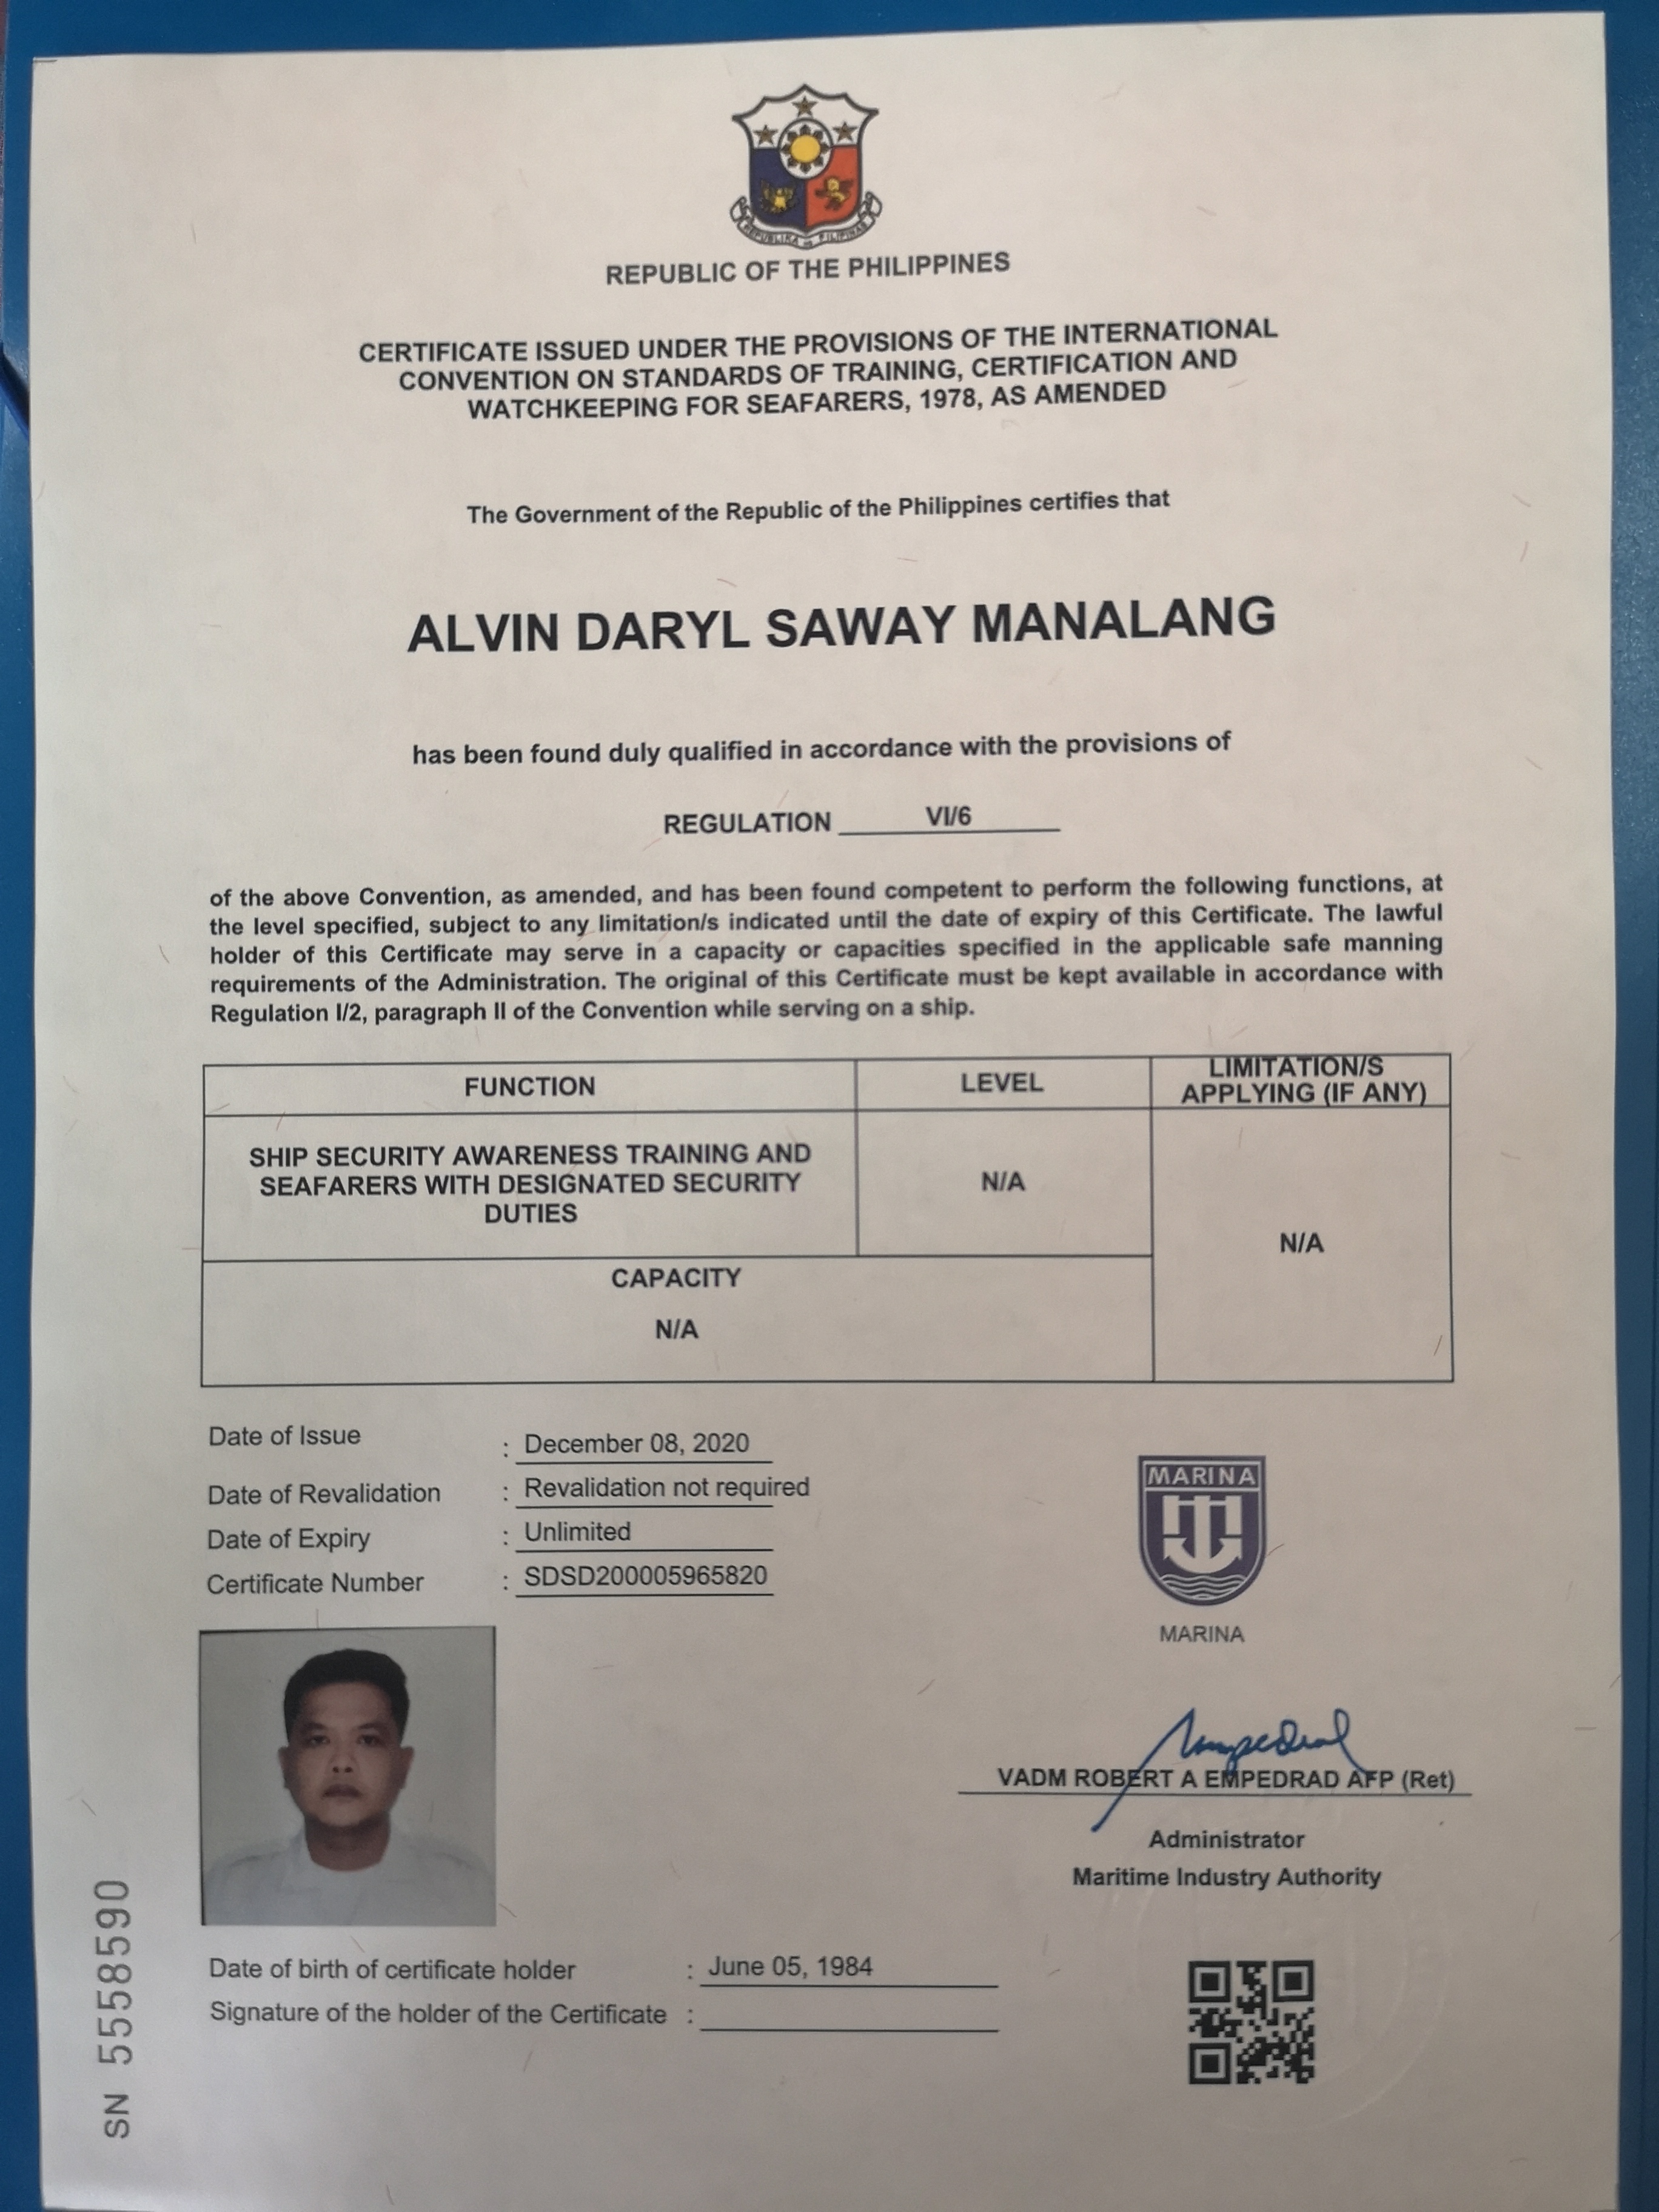 REPUBLIKA NG PILIPINAS
REPUBLIC OF THE PHILIPPINES
CERTIFICATE ISSUED UNDER THE PROVISIONS OF THE INTERNATIONAL
CONVENTION ON STANDARDS OF TRAINING, CERTIFICATION AND
WATCHKEEPING FOR SEAFARERS, 1978, AS AMENDED
The Government of the Republic of the Philippines certifies that
ALVIN DARYL SAWAY MANALANG
has been found duly qualified in accordance with the provisions of
REGULATION VI/6
of the above Convention, as amended, and has been found competent to perform the following functions, at
the level specified, subject to any limitation/s indicated until the date of expiry of this Certificate. The lawful
holder of this Certificate may serve in a capacity or capacities specified in the applicable safe manning
requirements of the Administration. The original of this Certificate must be kept available in accordance with
Regulation I/2, paragraph II of the Convention while serving on a ship.
FUNCTION LEVEL LIMITATION/S
APPLYING (IF ANY)
SHIP SECURITY AWARENESS TRAINING AND
SEAFARERS WITH DESIGNATED SECURITY
DUTIES
N/A
N/A
CAPACITY
N/A
Date of Issue : December 08, 2020
Date of Revalidation : Revalidation not required
Date of Expiry : Unlimited
Certificate Number : SDSD200005965820
MARINA
MARINA
VADM ROBERT A EMPEDRAD AFP (Ret)
Administrator
Maritime Industry Authority
Date of birth of certificate holder : June 05, 1984
Signature of the holder of the Certificate :
SN 5558590